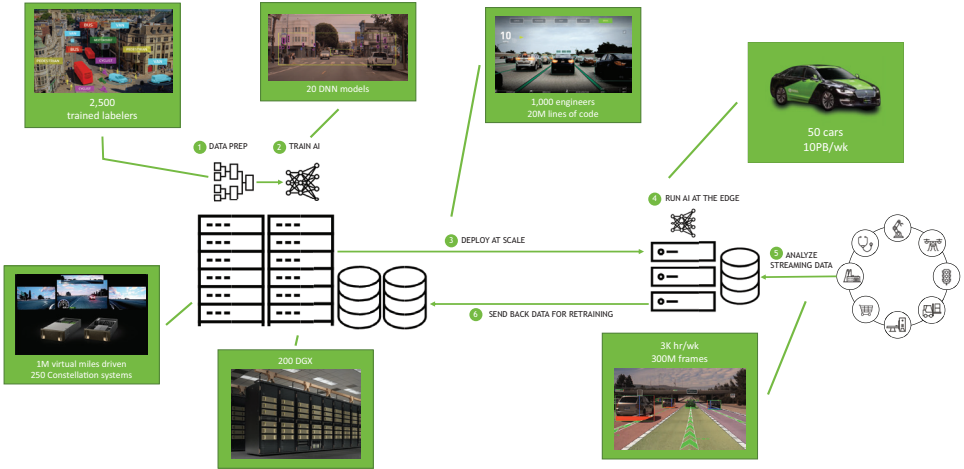 BUS
CAR
2,500
trained labelers
20 DNN models
10
1,000 engineers
20M lines of code
50 cars
10PB/wk
1 DATA PREP
2 TRAIN AI
3 DEPLOY AT SCALE
4 RUN AI AT THE EDGE
5 ANALYZE
STREAMING DATA
6 SEND BACK DATA FOR RETRAINING
1M virtual miles driven
250 Constellation systems
200 DGX
3K hr/wk
300M frames